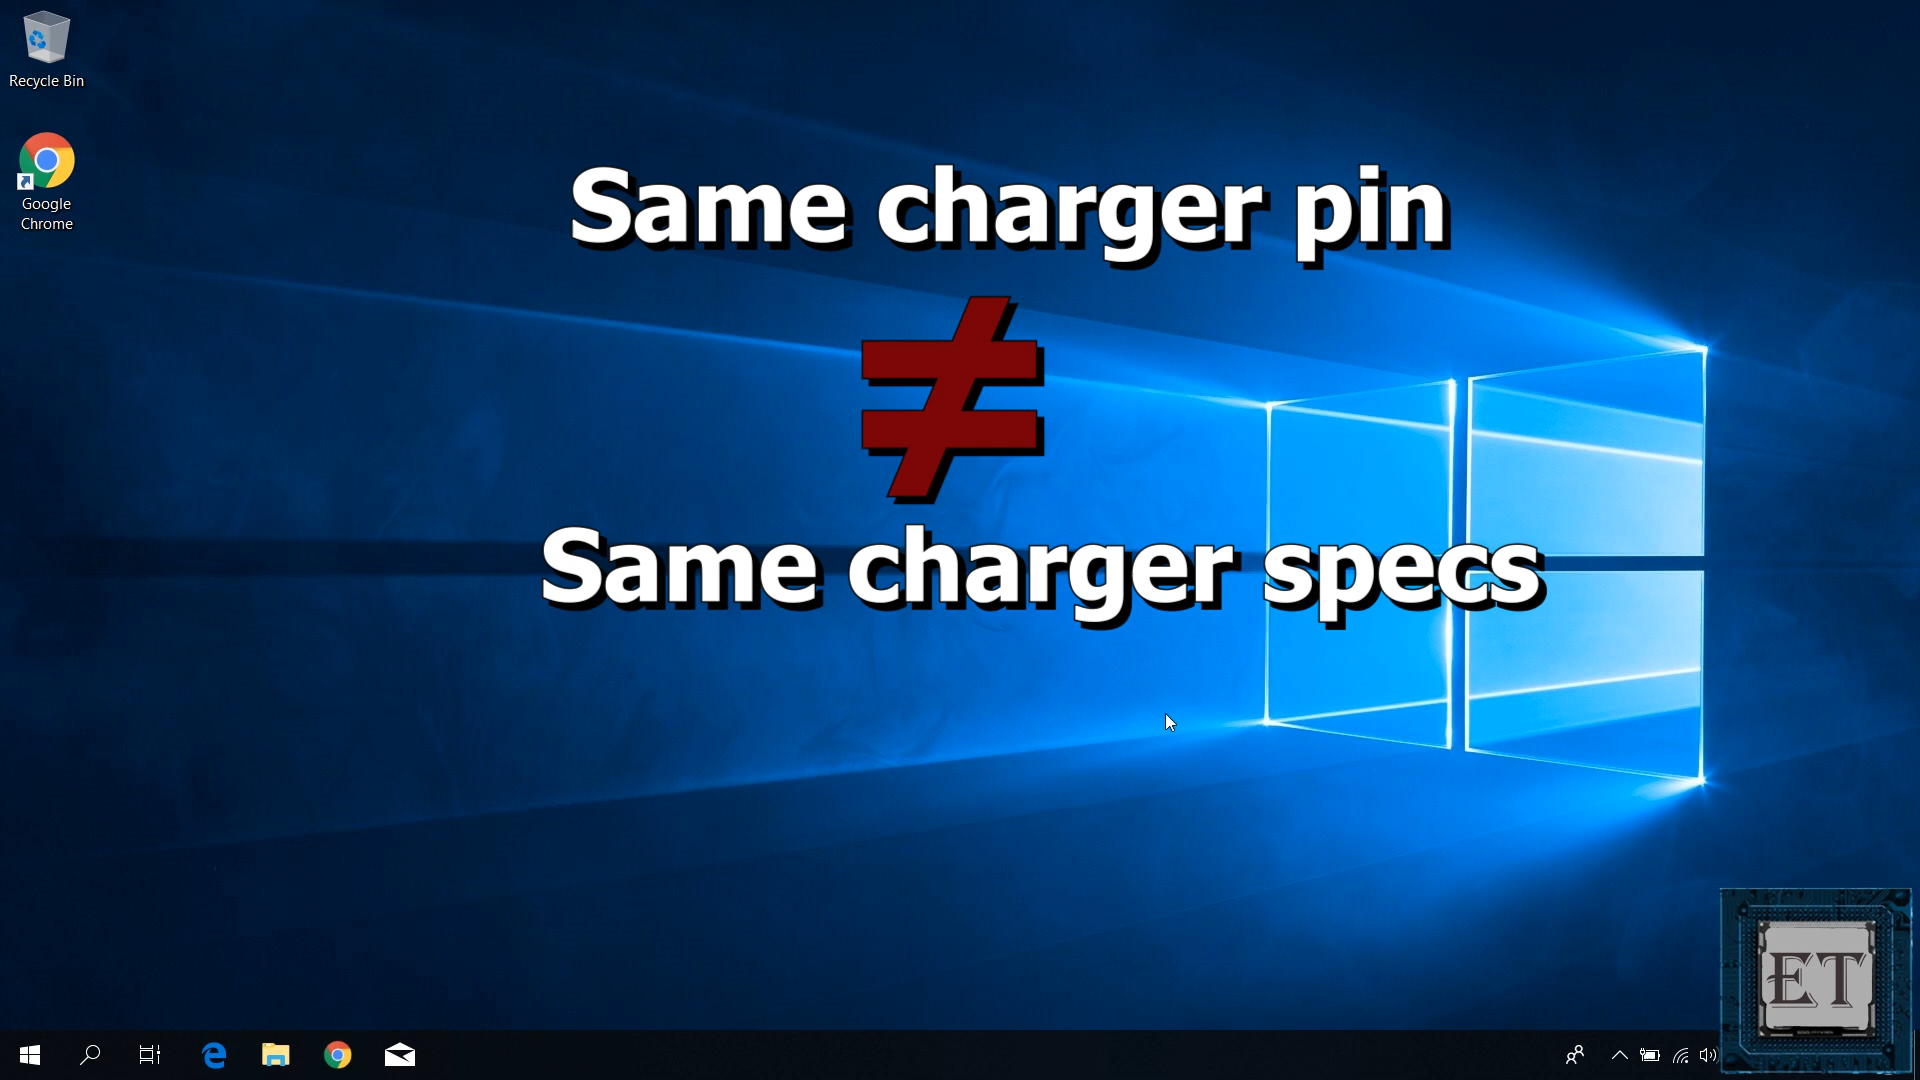 Recycle Bin
Google
Chrome
Same charger pin
≠
Same charger specs
ET